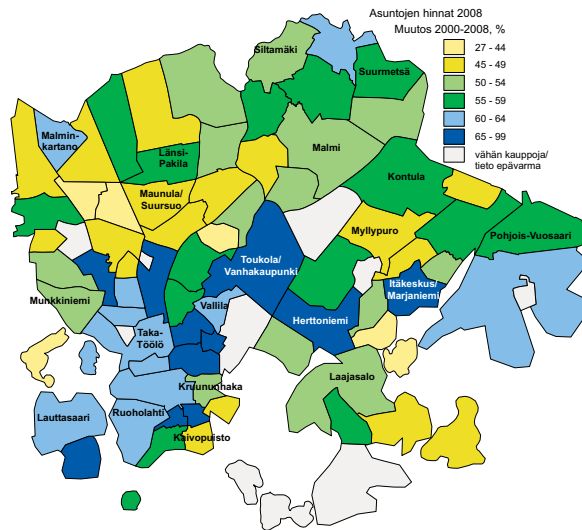 Asuntojen hinnat 2008
Muutos 2000-2008, %
27 - 44
45 - 49
50 - 54
55 - 59
60 - 64
65 - 99
vähän kauppoja/
tieto epävarma
Siltamäki
Suurmetsä
Malmin-
kartano
Länsi-
Pakila
Malmi
Kontula
Maunula/
Suursuo
Myllypuro
Pohjois-Vuosaari
Toukola/
Vanhakaupunki
Itäkeskus/
Marjaniemi
Munkkiniemi
Vallila
Herttoniemi
Taka-
Töölö
Laajasalo
Kruununhaka
Lauttasaari
Ruoholahti
Kaivopuisto